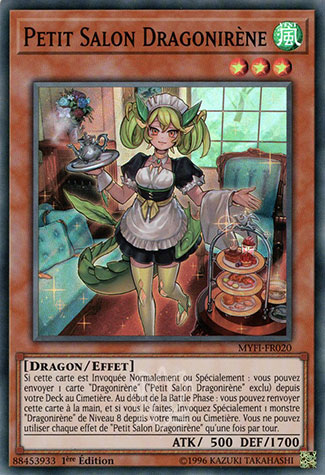 PETIT SALON DRAGONIRÈNE
風
MYFI-FR020
[DRAGON/EFFET]
Si cette carte est Invoquée Normalement ou Spécialement : vous pouvez
envoyer 1 carte "Dragonirène" ("Petit Salon Dragonirène" exclu) depuis
votre Deck au Cimetière. Au début de la Battle Phase : vous pouvez renvoyer
cette carte à la main, et si vous le faites, Invoquez Spécialement 1 monstre
"Dragonirène" de Niveau 8 depuis votre main ou Cimetière. Vous ne pouvez
utiliser chaque effet de "Petit Salon Dragonirène" qu'une fois par tour.
ATK/ 500 DEF/1700
88453933 1ère Édition ©1996 KAZUKI TAKAHASHI